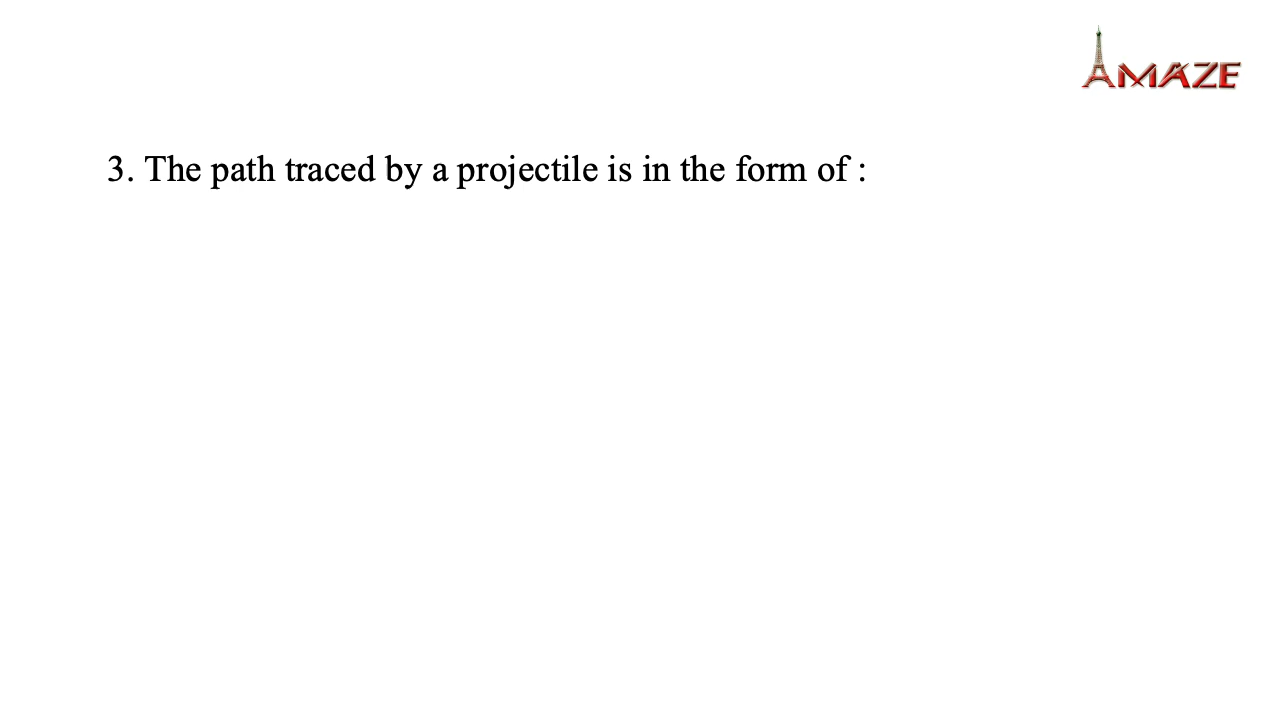 AMAZE
3. The path traced by a projectile is in the form of :